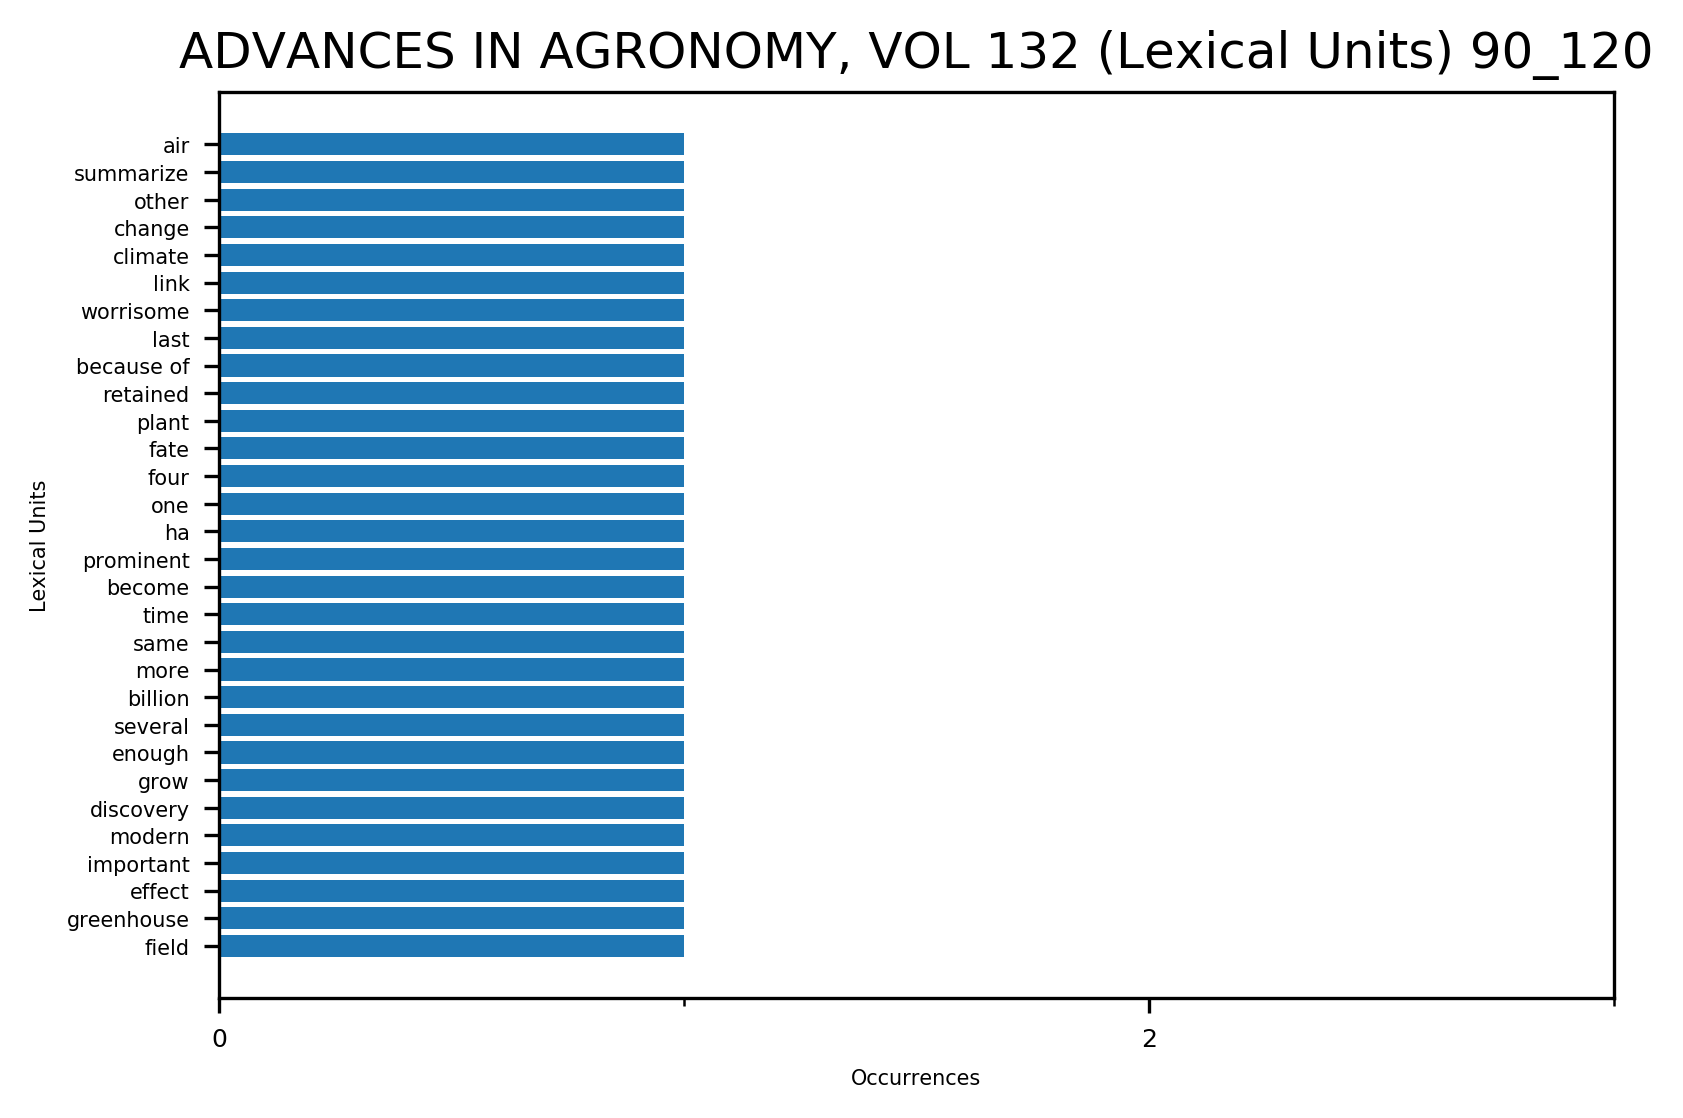 ADVANCES IN AGRONOMY, VOL 132 (Lexical Units) 90_120
air
summarize
other
change
climate
link
worrisome
last
because of
retained
plant
fate
four
one
ha
prominent
become
time
same
more
billion
several
enough
grow
discovery
modern
important
effect
greenhouse
field
Lexical Units
0
2
Occurrences